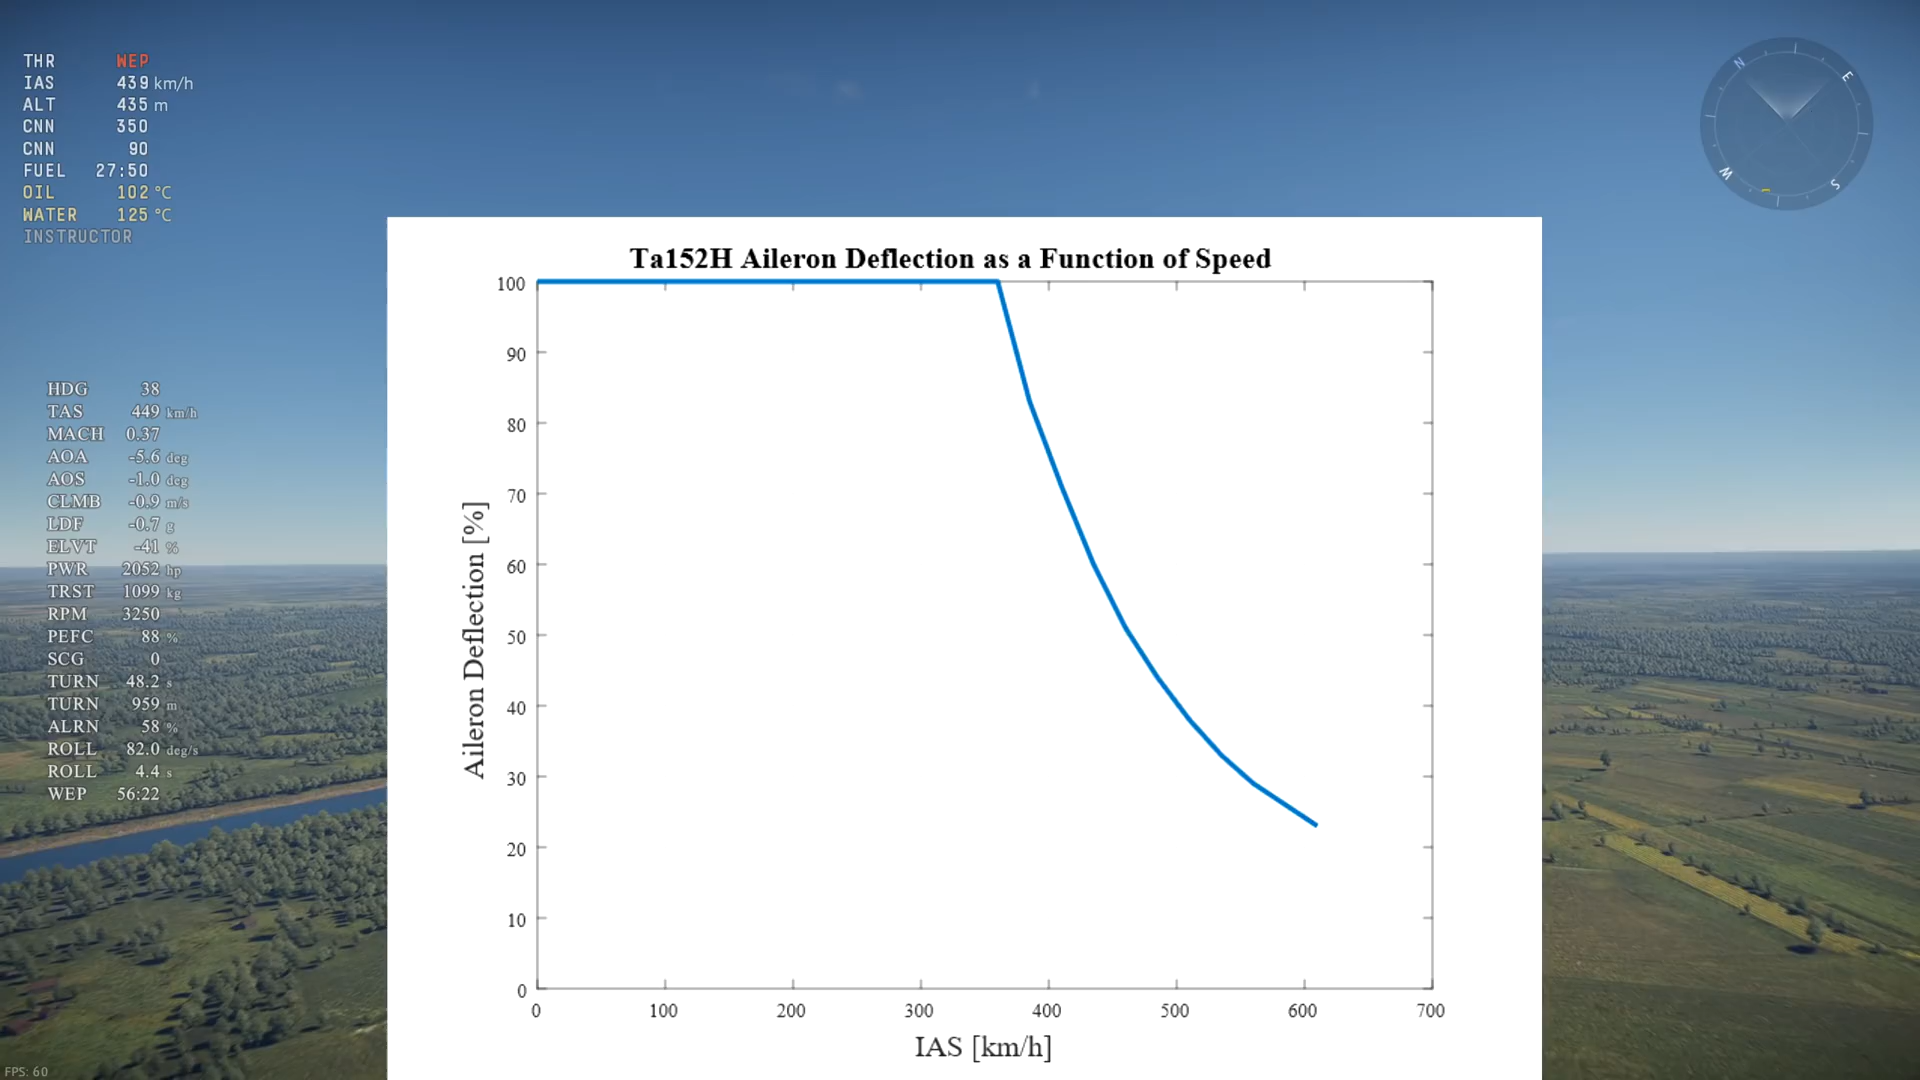 THR WEP
IAS 439 km/h
ALT 435 m
CNN 350
CNN 90
FUEL 27:50
OIL 102 °C
WATER 125 °C
INSTRUCTOR
N
E
W
S
HDG 38
TAS 449 km/h
MACH 0.37
AOA -5.6 deg
AOS -1.0 deg
CLMB -0.9 m/s
LDF -0.7 g
ELVT -41 %
PWR 2052 hp
TRST 1099 kg
RPM 3250
PEFC 88 %
SCG 0
TURN 48.2 s
TURN 959 m
ALRN 58 %
ROLL 82.0 deg/s
ROLL 4.4 s
WEP 56:22
Ta152H Aileron Deflection as a Function of Speed
100
90
80
70
60
50
40
30
20
10
0
Aileron Deflection [%]
0 100 200 300 400 500 600 700
IAS [km/h]
FPS: 60